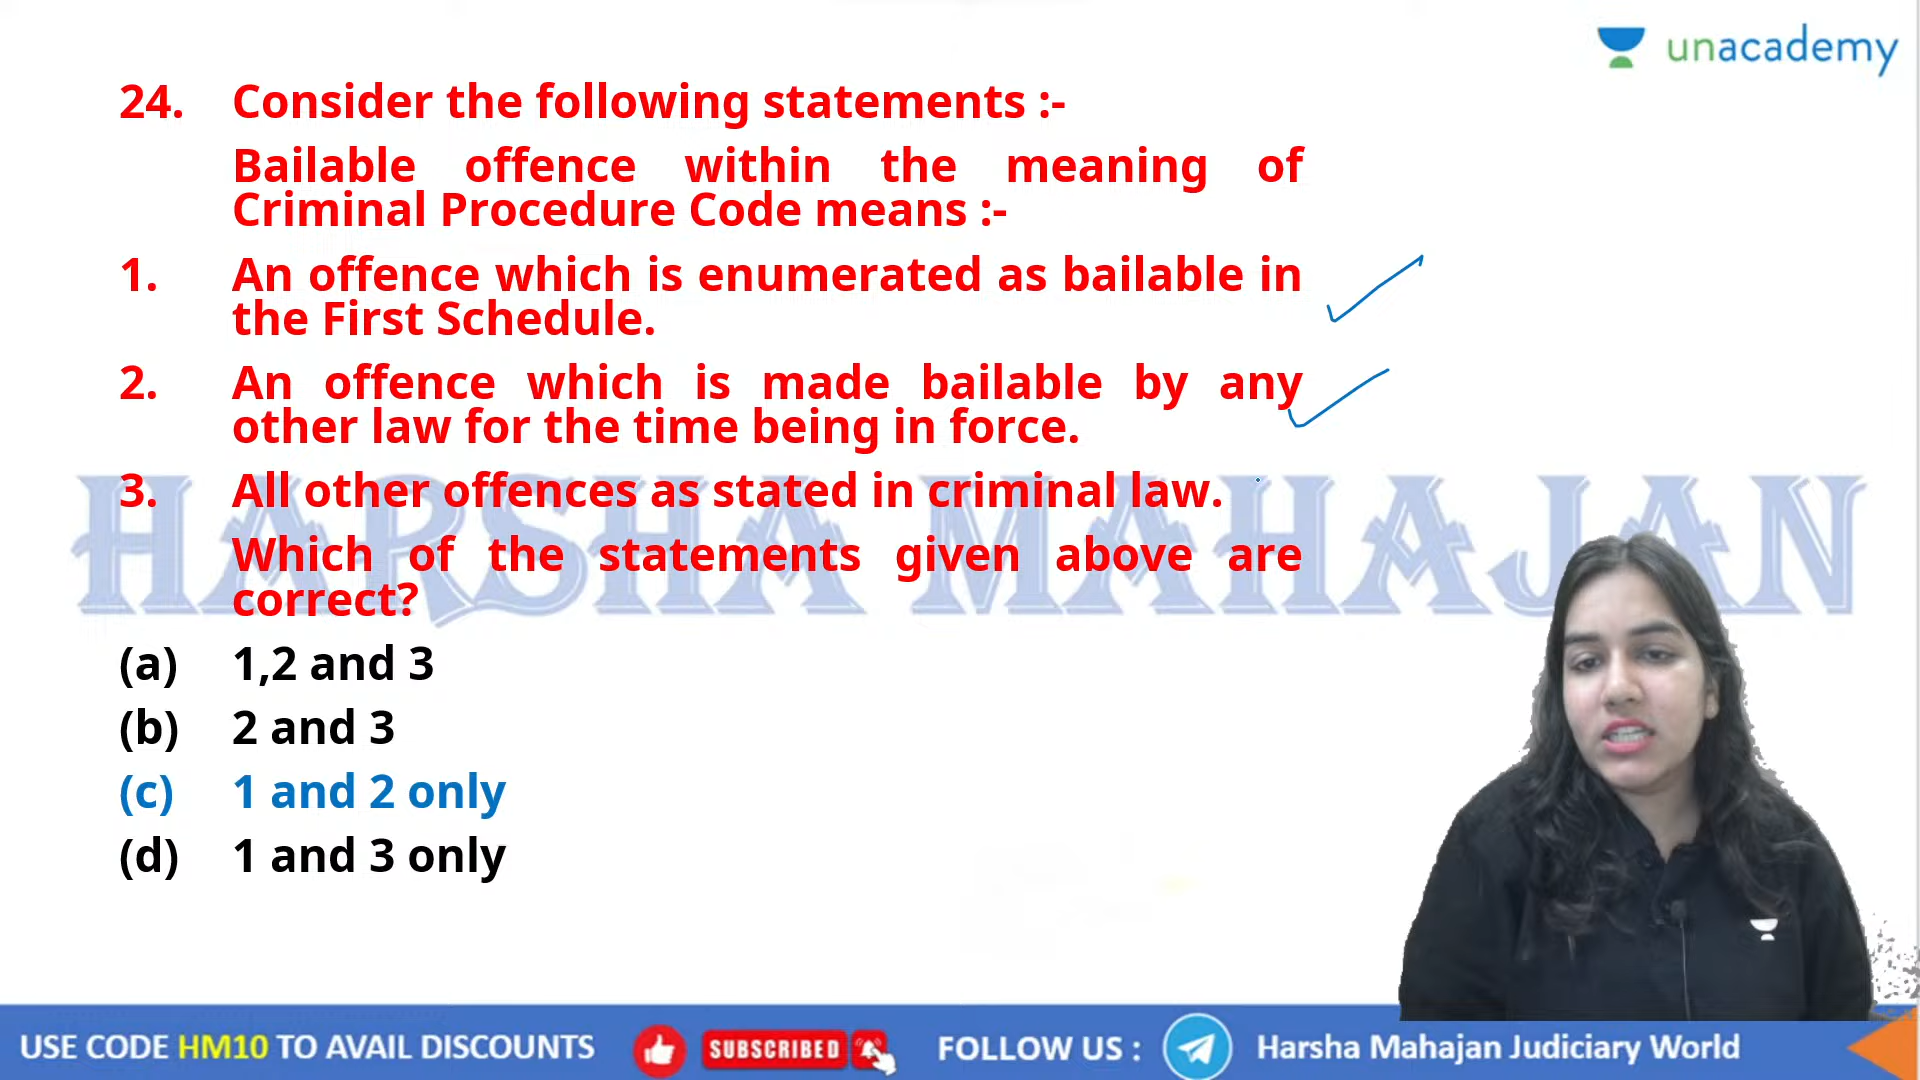 unacademy
24. Consider the following statements :-
Bailable offence within the meaning of
Criminal Procedure Code means :-
1. An offence which is enumerated as bailable in
the First Schedule.
2. An offence which is made bailable by any
other law for the time being in force.
3. All other offences as stated in criminal law.
Which of the statements given above are
correct?
(a) 1,2 and 3
(b) 2 and 3
(c) 1 and 2 only
(d) 1 and 3 only
HARSHA MAHAJAN
USE CODE HM10 TO AVAIL DISCOUNTS
SUBSCRIBED
FOLLOW US :
Harsha Mahajan Judiciary World